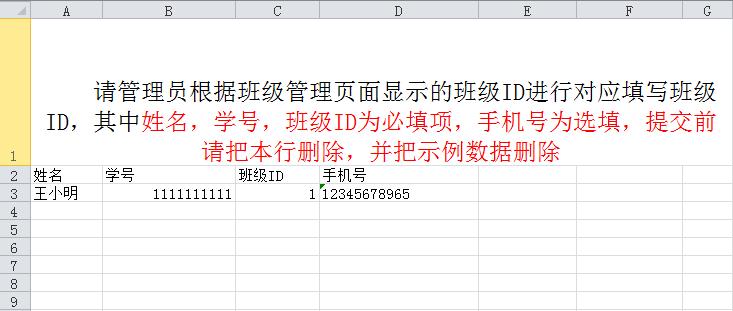 A B C D E F G
1 请管理员根据班级管理页面显示的班级ID进行对应填写班级
ID，其中姓名，学号，班级ID为必填项，手机号为选填，提交前
请把本行删除，并把示例数据删除
2 姓名 学号 班级ID 手机号
3 王小明 1111111111 1 12345678965
4
5
6
7
8
9